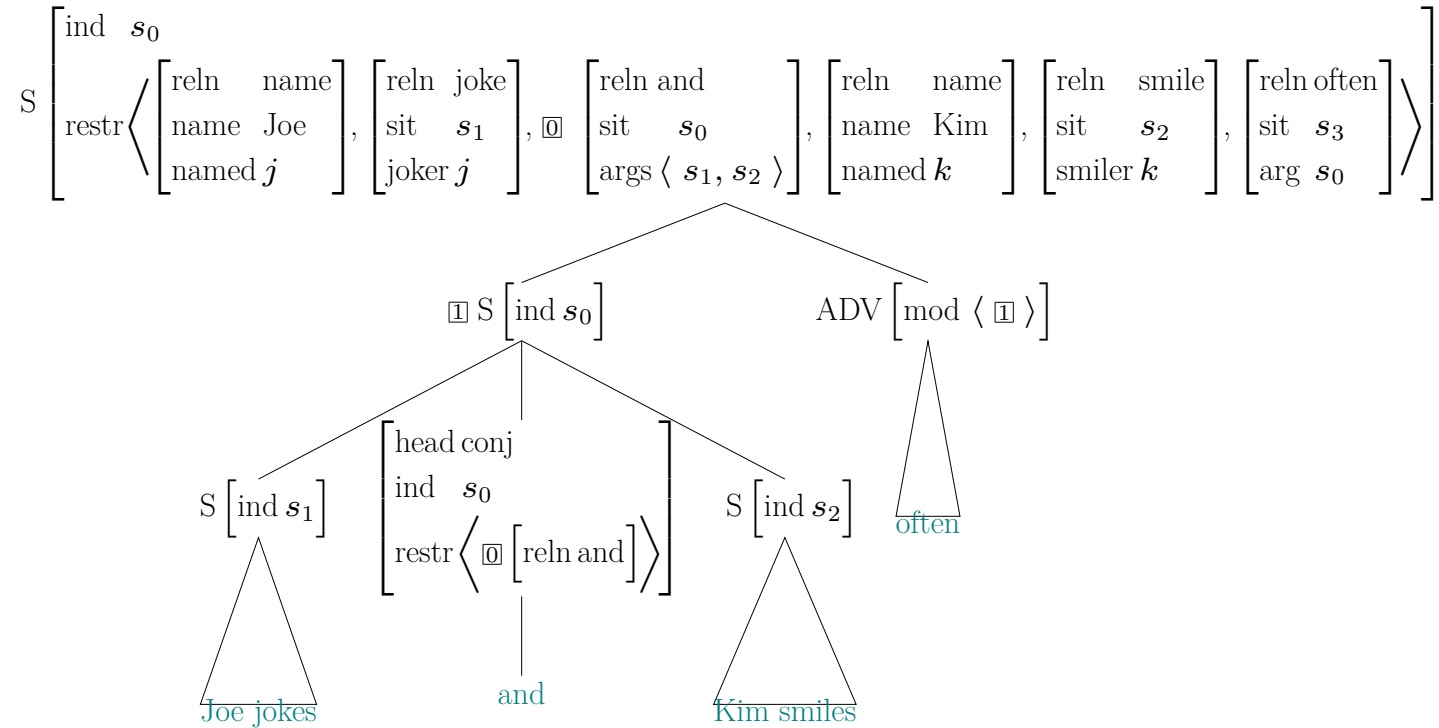 S [ind s₀
restr ⟨ [reln name
name Joe
named j] , [reln joke
sit s₁
joker j] , 0 [reln and
sit s₀
args ⟨ s₁, s₂ ⟩] , [reln name
name Kim
named k] , [reln smile
sit s₂
smiler k] , [reln often
sit s₃
arg s₀] ⟩ ]
1 S [ind s₀]
ADV [mod ⟨ 1 ⟩]
S [ind s₁]
[head conj
ind s₀
restr ⟨ 0 [reln and] ⟩ ]
S [ind s₂]
often
Joe jokes
and
Kim smiles